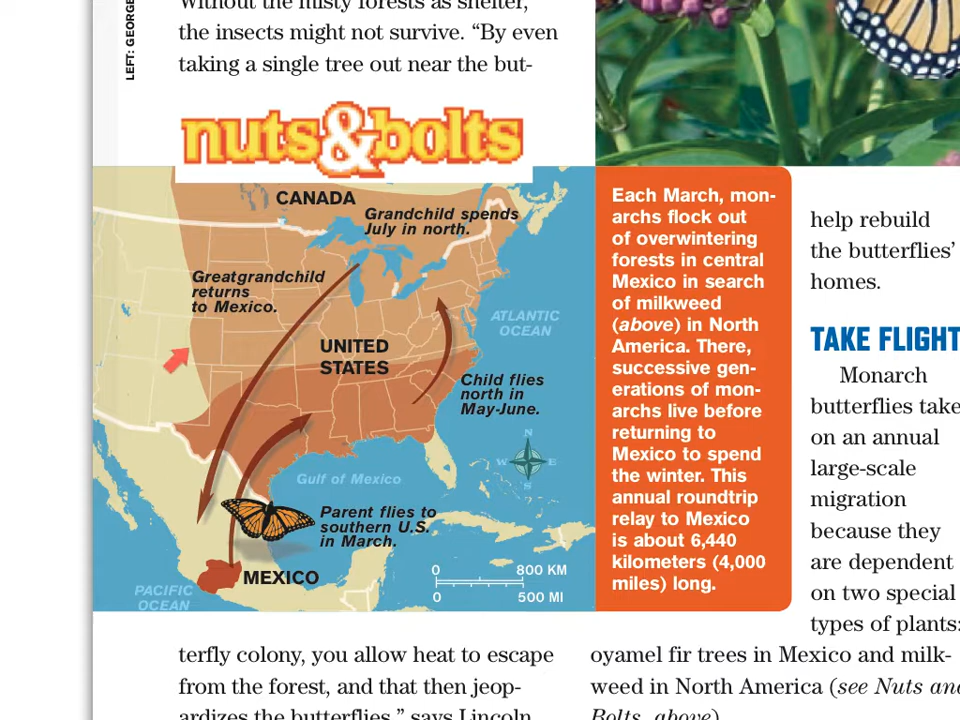 LEFT: GEORGE
Without the misty forests as shelter,
the insects might not survive. “By even
taking a single tree out near the but-
nuts&bolts
CANADA
Grandchild spends
July in north.
Greatgrandchild
returns
to Mexico.
ATLANTIC
OCEAN
UNITED
STATES
Child flies
north in
May-June.
N
W E
S
Gulf of Mexico
Parent flies to
southern U.S.
in March.
MEXICO
PACIFIC
OCEAN
0 800 KM
0 500 MI
Each March, mon-
archs flock out
of overwintering
forests in central
Mexico in search
of milkweed
(above) in North
America. There,
successive gen-
erations of mon-
archs live before
returning to
Mexico to spend
the winter. This
annual roundtrip
relay to Mexico
is about 6,440
kilometers (4,000
miles) long.
terfly colony, you allow heat to escape
from the forest, and that then jeop-
ardizes the butterflies,” says Lincoln
help rebuild
the butterflies’
homes.
TAKE FLIGHT
Monarch
butterflies take
on an annual
large-scale
migration
because they
are dependent
on two special
types of plants:
oyamel fir trees in Mexico and milk-
weed in North America (see Nuts and
Bolts, above).